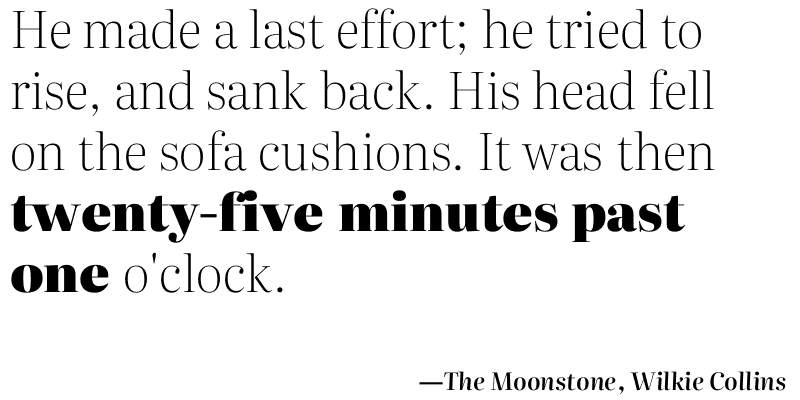 He made a last effort; he tried to
rise, and sank back. His head fell
on the sofa cushions. It was then
twenty-five minutes past
one o'clock.
—The Moonstone, Wilkie Collins